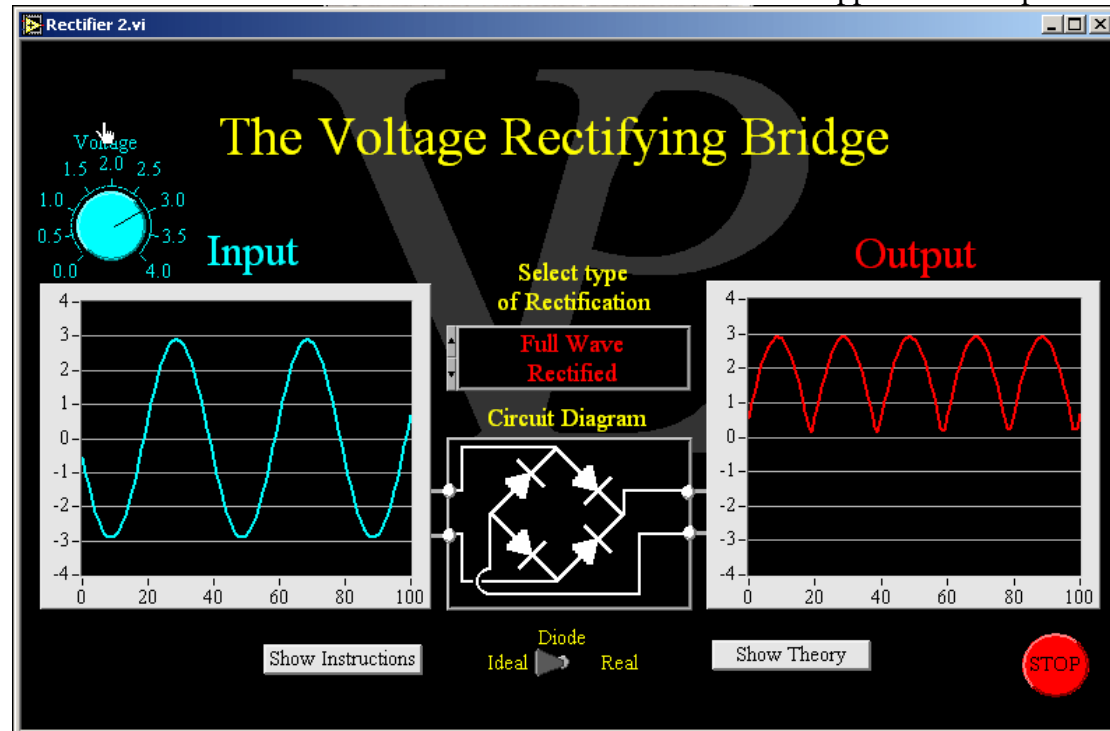 Rectifier 2.vi
The Voltage Rectifying Bridge
Voltage
1.5 2.0 2.5
1.0 3.0
0.5 3.5
0.0 4.0
Input
Select type
of Rectification
Full Wave
Rectified
Circuit Diagram
Output
4
3
2
1
0
-1
-2
-3
-4
0 20 40 60 80 100
4
3
2
1
0
-1
-2
-3
-4
0 20 40 60 80 100
Show Instructions
Diode
Ideal Real
Show Theory
STOP